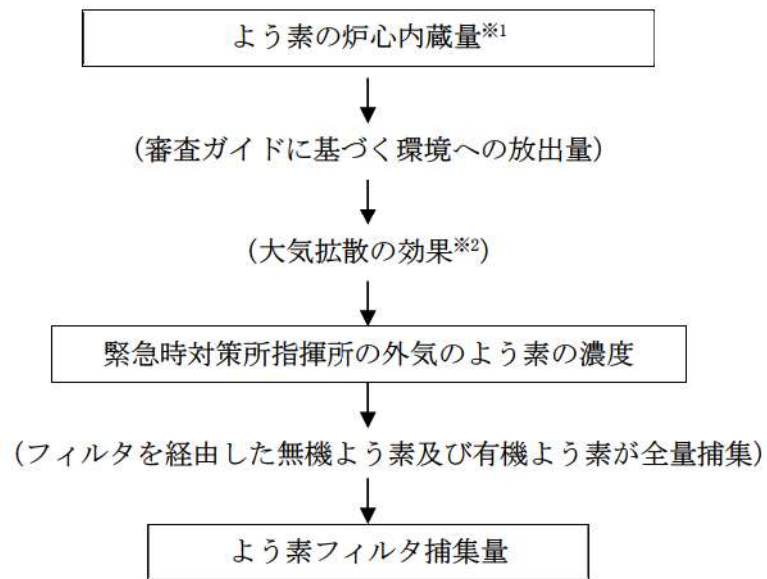 よう素の炉心内蔵量※1
(審査ガイドに基づく環境への放出量)
(大気拡散の効果※2)
緊急時対策所指揮所の外気のよう素の濃度
(フィルタを経由した無機よう素及び有機よう素が全量捕集)
よう素フィルタ捕集量